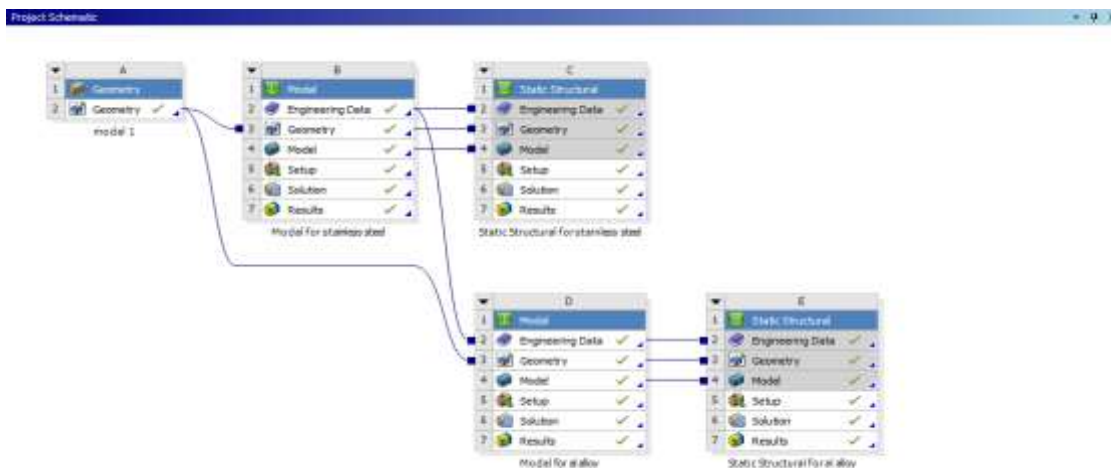 Project Schematic
A
1 Geometry
2 Geometry
model 1
B
1 Modal
2 Engineering Data
3 Geometry
4 Model
5 Setup
6 Solution
7 Results
Modal for stainless steel
C
1 Static Structural
2 Engineering Data
3 Geometry
4 Model
5 Setup
6 Solution
7 Results
Static Structural for stainless steel
D
1 Modal
2 Engineering Data
3 Geometry
4 Model
5 Setup
6 Solution
7 Results
Modal for al alloy
E
1 Static Structural
2 Engineering Data
3 Geometry
4 Model
5 Setup
6 Solution
7 Results
Static Structural for al alloy